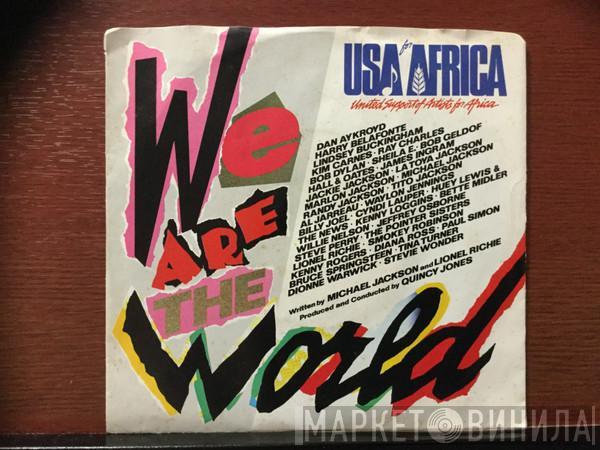 We
ARE
THE
World
USA for AFRICA
United Support of Artists for Africa
DAN AYKROYD
HARRY BELAFONTE
LINDSEY BUCKINGHAM
KIM CARNES • RAY CHARLES
BOB DYLAN • SHEILA E. • BOB GELDOF
HALL & OATES • JAMES INGRAM
JACKIE JACKSON • LA TOYA JACKSON
MARLON JACKSON • MICHAEL JACKSON
RANDY JACKSON • TITO JACKSON
AL JARREAU • WAYLON JENNINGS
BILLY JOEL • CYNDI LAUPER • HUEY LEWIS &
THE NEWS • KENNY LOGGINS • BETTE MIDLER
WILLIE NELSON • JEFFREY OSBORNE
STEVE PERRY • THE POINTER SISTERS
LIONEL RICHIE • SMOKEY ROBINSON
KENNY ROGERS • DIANA ROSS • PAUL SIMON
BRUCE SPRINGSTEEN • TINA TURNER
DIONNE WARWICK • STEVIE WONDER
Written by MICHAEL JACKSON and LIONEL RICHIE
Produced and Conducted by QUINCY JONES
МАРКЕТ ВИНИЛА